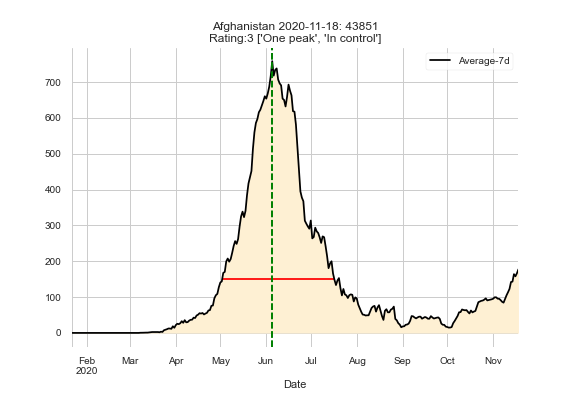 Afghanistan 2020-11-18: 43851
Rating:3 ['One peak', 'In control']
Average-7d
700
600
500
400
300
200
100
0
Feb Mar Apr May Jun Jul Aug Sep Oct Nov
2020
Date